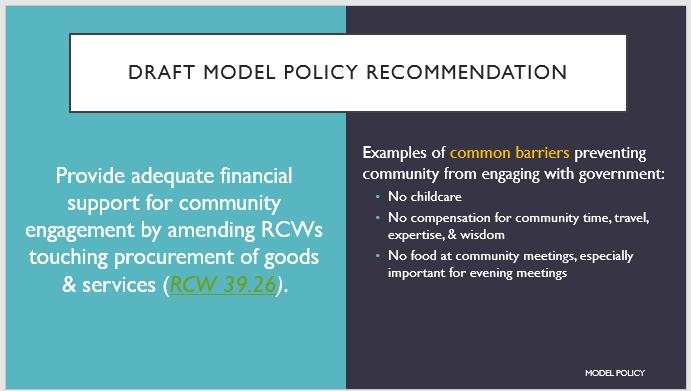 DRAFT MODEL POLICY RECOMMENDATION
Provide adequate financial
support for community
engagement by amending RCWs
touching procurement of goods
& services (RCW 39.26).
Examples of common barriers preventing
community from engaging with government:
• No childcare
• No compensation for community time, travel,
expertise, & wisdom
• No food at community meetings, especially
important for evening meetings
MODEL POLICY